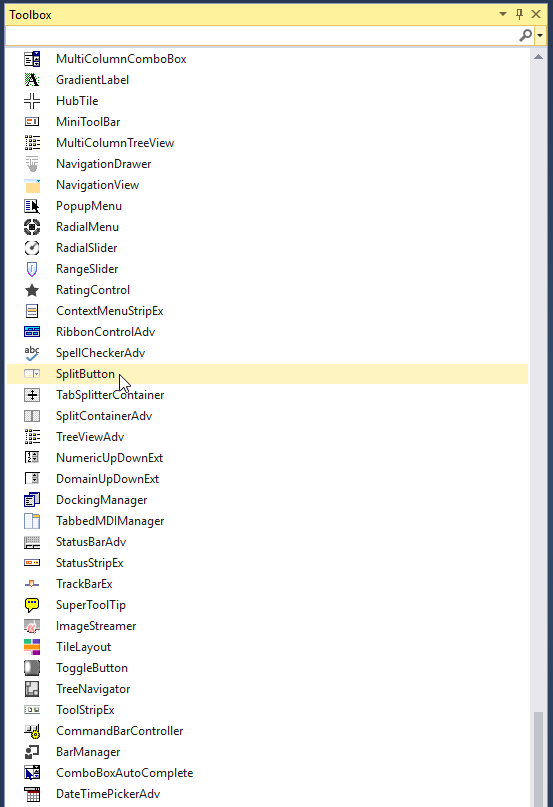 Toolbox
MultiColumnComboBox
GradientLabel
HubTile
MiniToolBar
MultiColumnTreeView
NavigationDrawer
NavigationView
PopupMenu
RadialMenu
RadialSlider
RangeSlider
RatingControl
ContextMenuStripEx
RibbonControlAdv
abc SpellCheckerAdv
SplitButton
TabSplitterContainer
SplitContainerAdv
TreeViewAdv
NumericUpDownExt
DomainUpDownExt
DockingManager
TabbedMDIManager
StatusBarAdv
StatusStripEx
TrackBarEx
SuperToolTip
ImageStreamer
TileLayout
ToggleButton
TreeNavigator
ToolStripEx
CommandBarController
BarManager
ComboBoxAutoComplete
DateTimePickerAdv